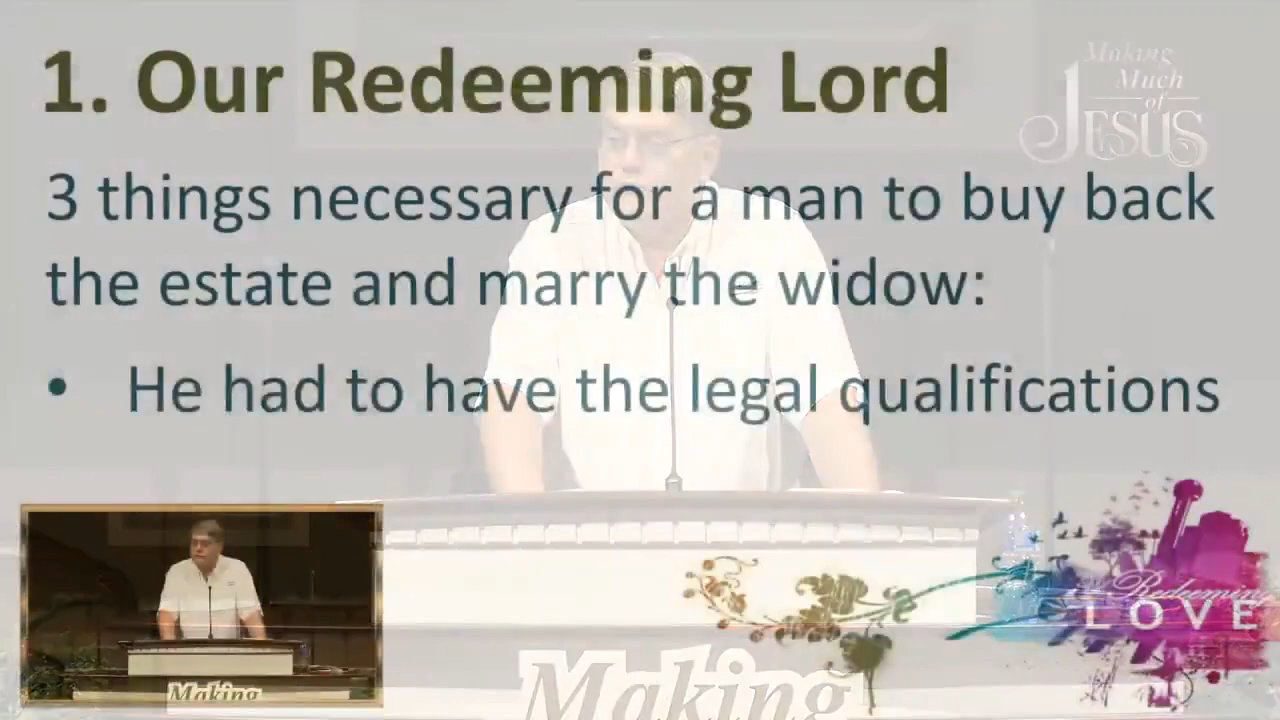 1. Our Redeeming Lord
Making
Much
of
JESUS
3 things necessary for a man to buy back
the estate and marry the widow:
• He had to have the legal qualifications
Redeeming
LOVE
Making
Making